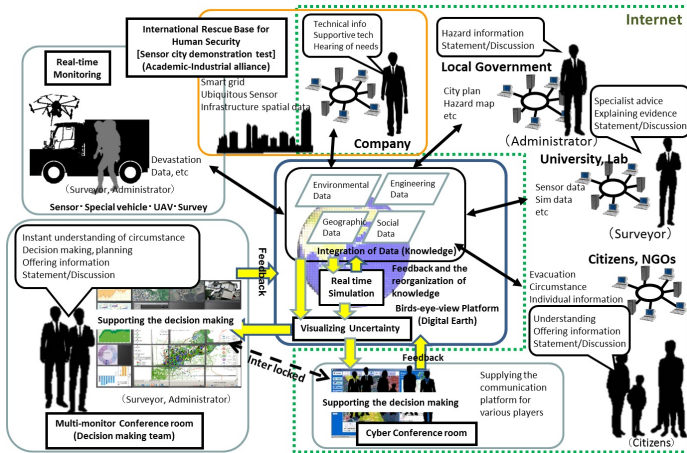 Internet
International Rescue Base for
Human Security
[Sensor city demonstration test]
(Academic-Industrial alliance)
Smart grid
Ubiquitous Sensor
Infrastructure spatial data
Technical info
Supportive tech
Hearing of needs
Company
Hazard information
Statement/Discussion
Local Government
City plan
Hazard map
etc
(Administrator)
Specialist advice
Explaining evidence
Statement/Discussion
University, Lab
Sensor data
Sim data
etc
(Surveyor)
Real-time
Monitoring
Devastation
Data, etc
(Surveyor, Administrator)
Sensor・Special vehicle・UAV・Survey
Environmental
Data
Engineering
Data
Geographic
Data
Social
Data
Integration of Data (Knowledge)
Real time
Simulation
Feedback and the
reorganization of
knowledge
Birds-eye-view Platform
(Digital Earth)
Visualizing Uncertainty
Feedback
Feedback
Citizens, NGOs
Evacuation
Circumstance
Individual information
Understanding
Offering information
Statement/Discussion
(Citizens)
Instant understanding of circumstance
Decision making, planning
Offering information
Statement/Discussion
Supporting the decision making
(Surveyor, Administrator)
Multi-monitor Conference room
(Decision making team)
Inter locked
Supporting the decision making
Cyber Conference room
Supplying the
communication
platform for
various players